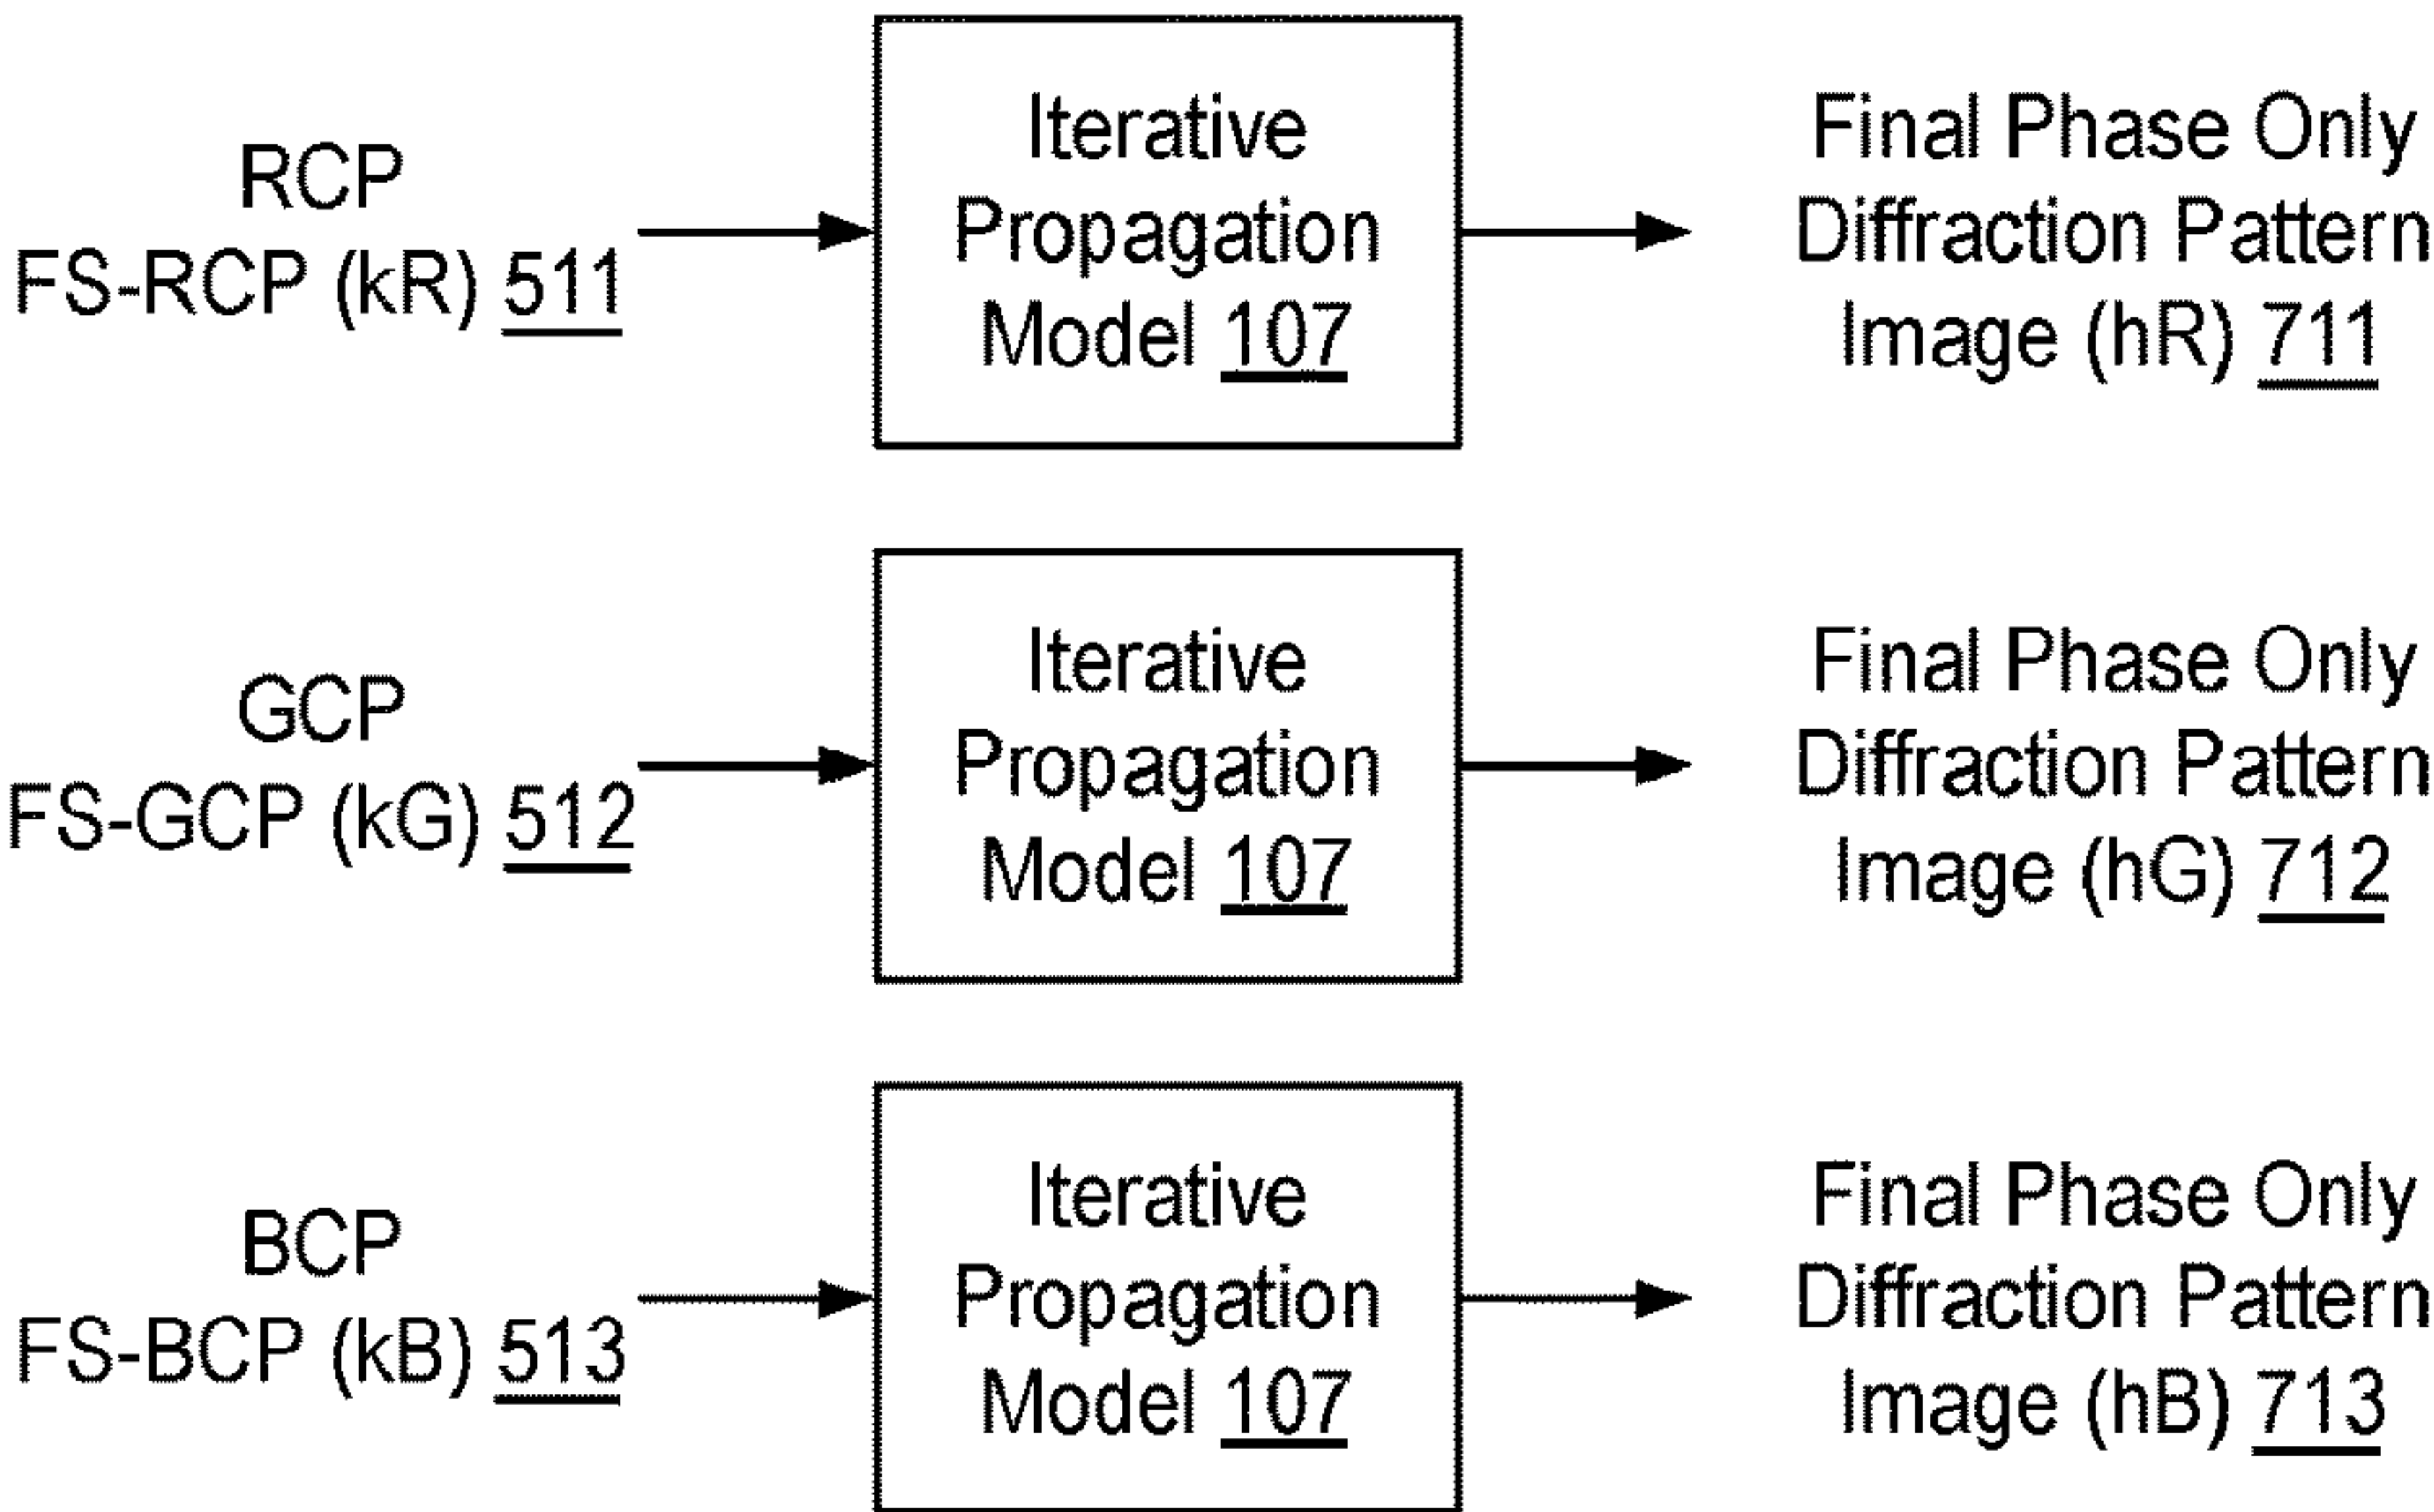 RCP
FS-RCP (kR) 511
Iterative
Propagation
Model 107
Final Phase Only
Diffraction Pattern
Image (hR) 711
GCP
FS-GCP (kG) 512
Iterative
Propagation
Model 107
Final Phase Only
Diffraction Pattern
Image (hG) 712
BCP
FS-BCP (kB) 513
Iterative
Propagation
Model 107
Final Phase Only
Diffraction Pattern
Image (hB) 713